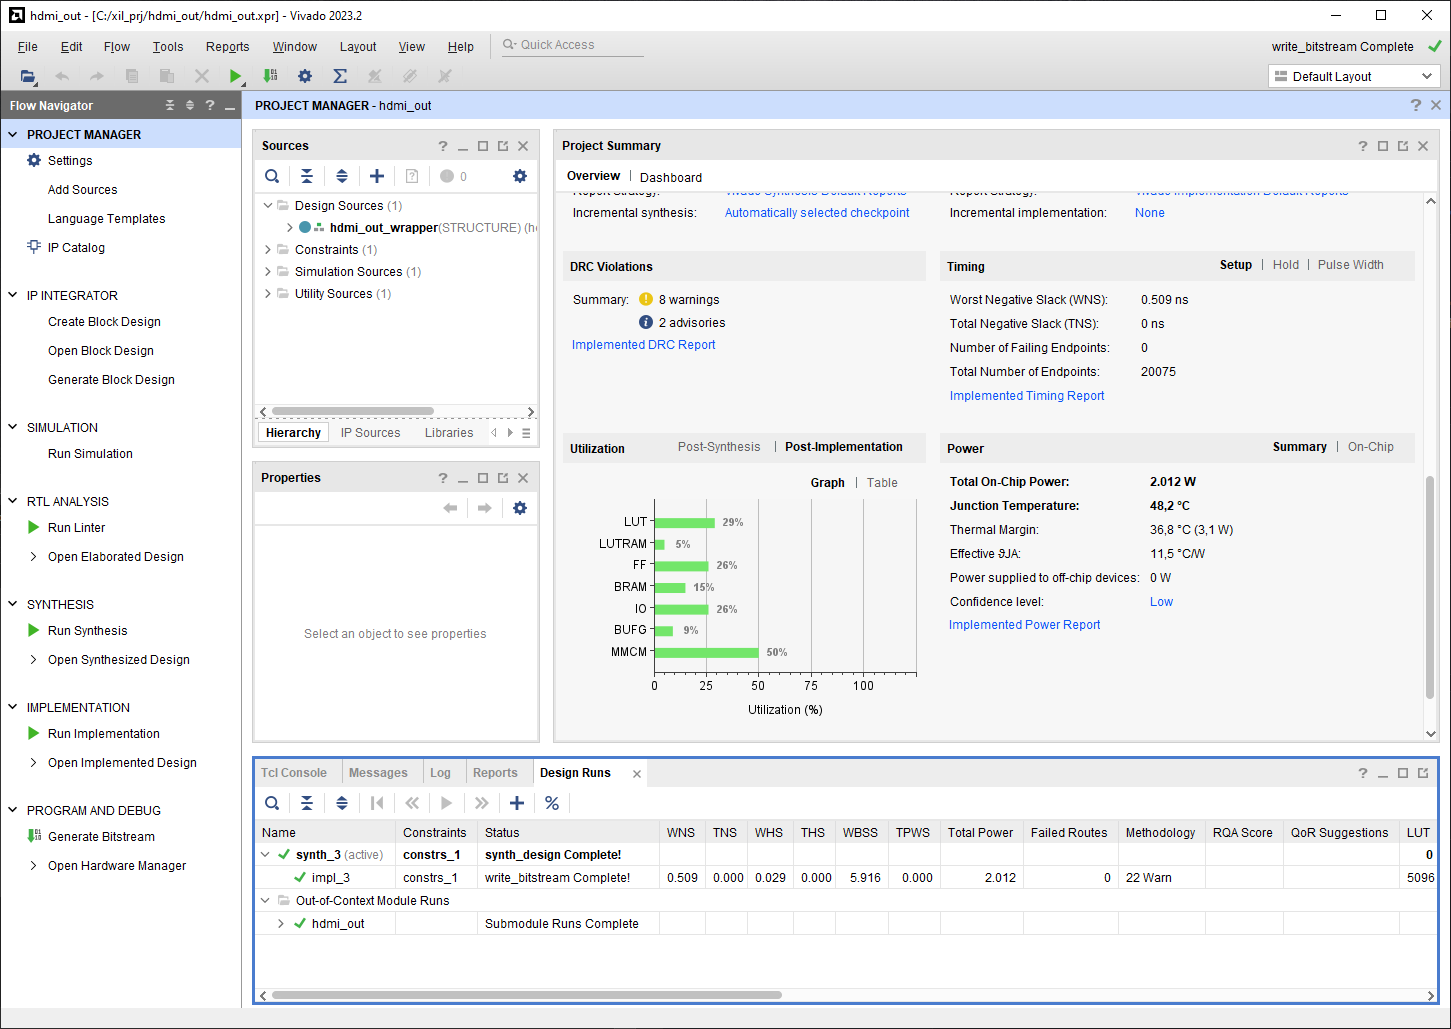 hdmi_out - [C:/xil_prj/hdmi_out/hdmi_out.xpr] - Vivado 2023.2
File Edit Flow Tools Reports Window Layout View Help Quick Access write_bitstream Complete
Default Layout
Flow Navigator
PROJECT MANAGER
Settings
Add Sources
Language Templates
IP Catalog
IP INTEGRATOR
Create Block Design
Open Block Design
Generate Block Design
SIMULATION
Run Simulation
RTL ANALYSIS
Run Linter
Open Elaborated Design
SYNTHESIS
Run Synthesis
Open Synthesized Design
IMPLEMENTATION
Run Implementation
Open Implemented Design
PROGRAM AND DEBUG
Generate Bitstream
Open Hardware Manager
PROJECT MANAGER - hdmi_out
Sources
0
Design Sources (1)
hdmi_out_wrapper(STRUCTURE) (h
Constraints (1)
Simulation Sources (1)
Utility Sources (1)
Hierarchy IP Sources Libraries
Properties
Select an object to see properties
Project Summary
Overview | Dashboard
Report Strategy: Vivado Synthesis Default Reports
Incremental synthesis: Automatically selected checkpoint
Report Strategy: Vivado Implementation Default Reports
Incremental implementation: None
DRC Violations
Summary: 8 warnings
2 advisories
Implemented DRC Report
Timing Setup | Hold | Pulse Width
Worst Negative Slack (WNS): 0.509 ns
Total Negative Slack (TNS): 0 ns
Number of Failing Endpoints: 0
Total Number of Endpoints: 20075
Implemented Timing Report
Utilization Post-Synthesis | Post-Implementation
Graph | Table
LUT 29%
LUTRAM 5%
FF 26%
BRAM 15%
IO 26%
BUFG 9%
MMCM 50%
0 25 50 75 100
Utilization (%)
Power Summary | On-Chip
Total On-Chip Power: 2.012 W
Junction Temperature: 48,2 °C
Thermal Margin: 36,8 °C (3,1 W)
Effective ϑJA: 11,5 °C/W
Power supplied to off-chip devices: 0 W
Confidence level: Low
Implemented Power Report
Tcl Console Messages Log Reports Design Runs
Name Constraints Status WNS TNS WHS THS WBSS TPWS Total Power Failed Routes Methodology RQA Score QoR Suggestions LUT
synth_3 (active) constrs_1 synth_design Complete! 0
impl_3 constrs_1 write_bitstream Complete! 0.509 0.000 0.029 0.000 5.916 0.000 2.012 0 22 Warn 5096
Out-of-Context Module Runs
hdmi_out Submodule Runs Complete